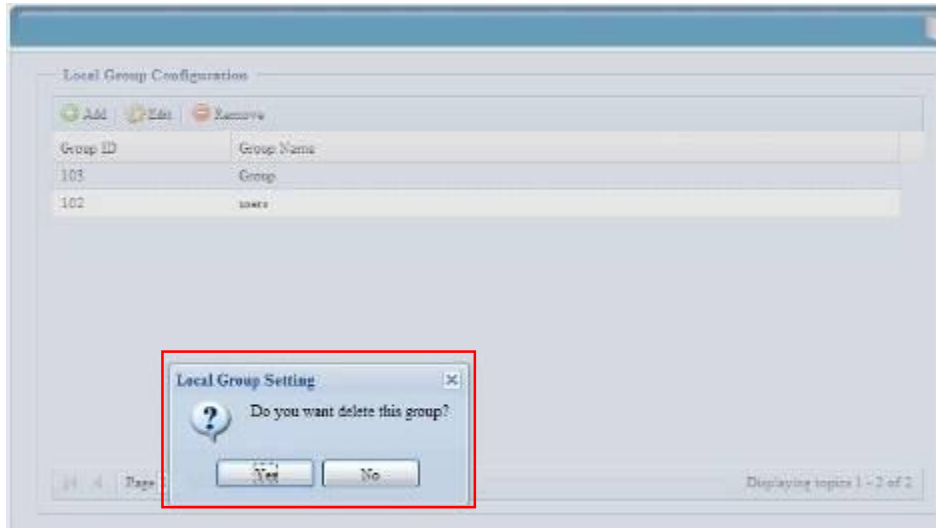 Local Group Configuration
Add Edit Remove
Group ID Group Name
103 Group
102 users
Local Group Setting
Do you want delete this group?
Yes No
Page Displaying topics 1 - 2 of 2